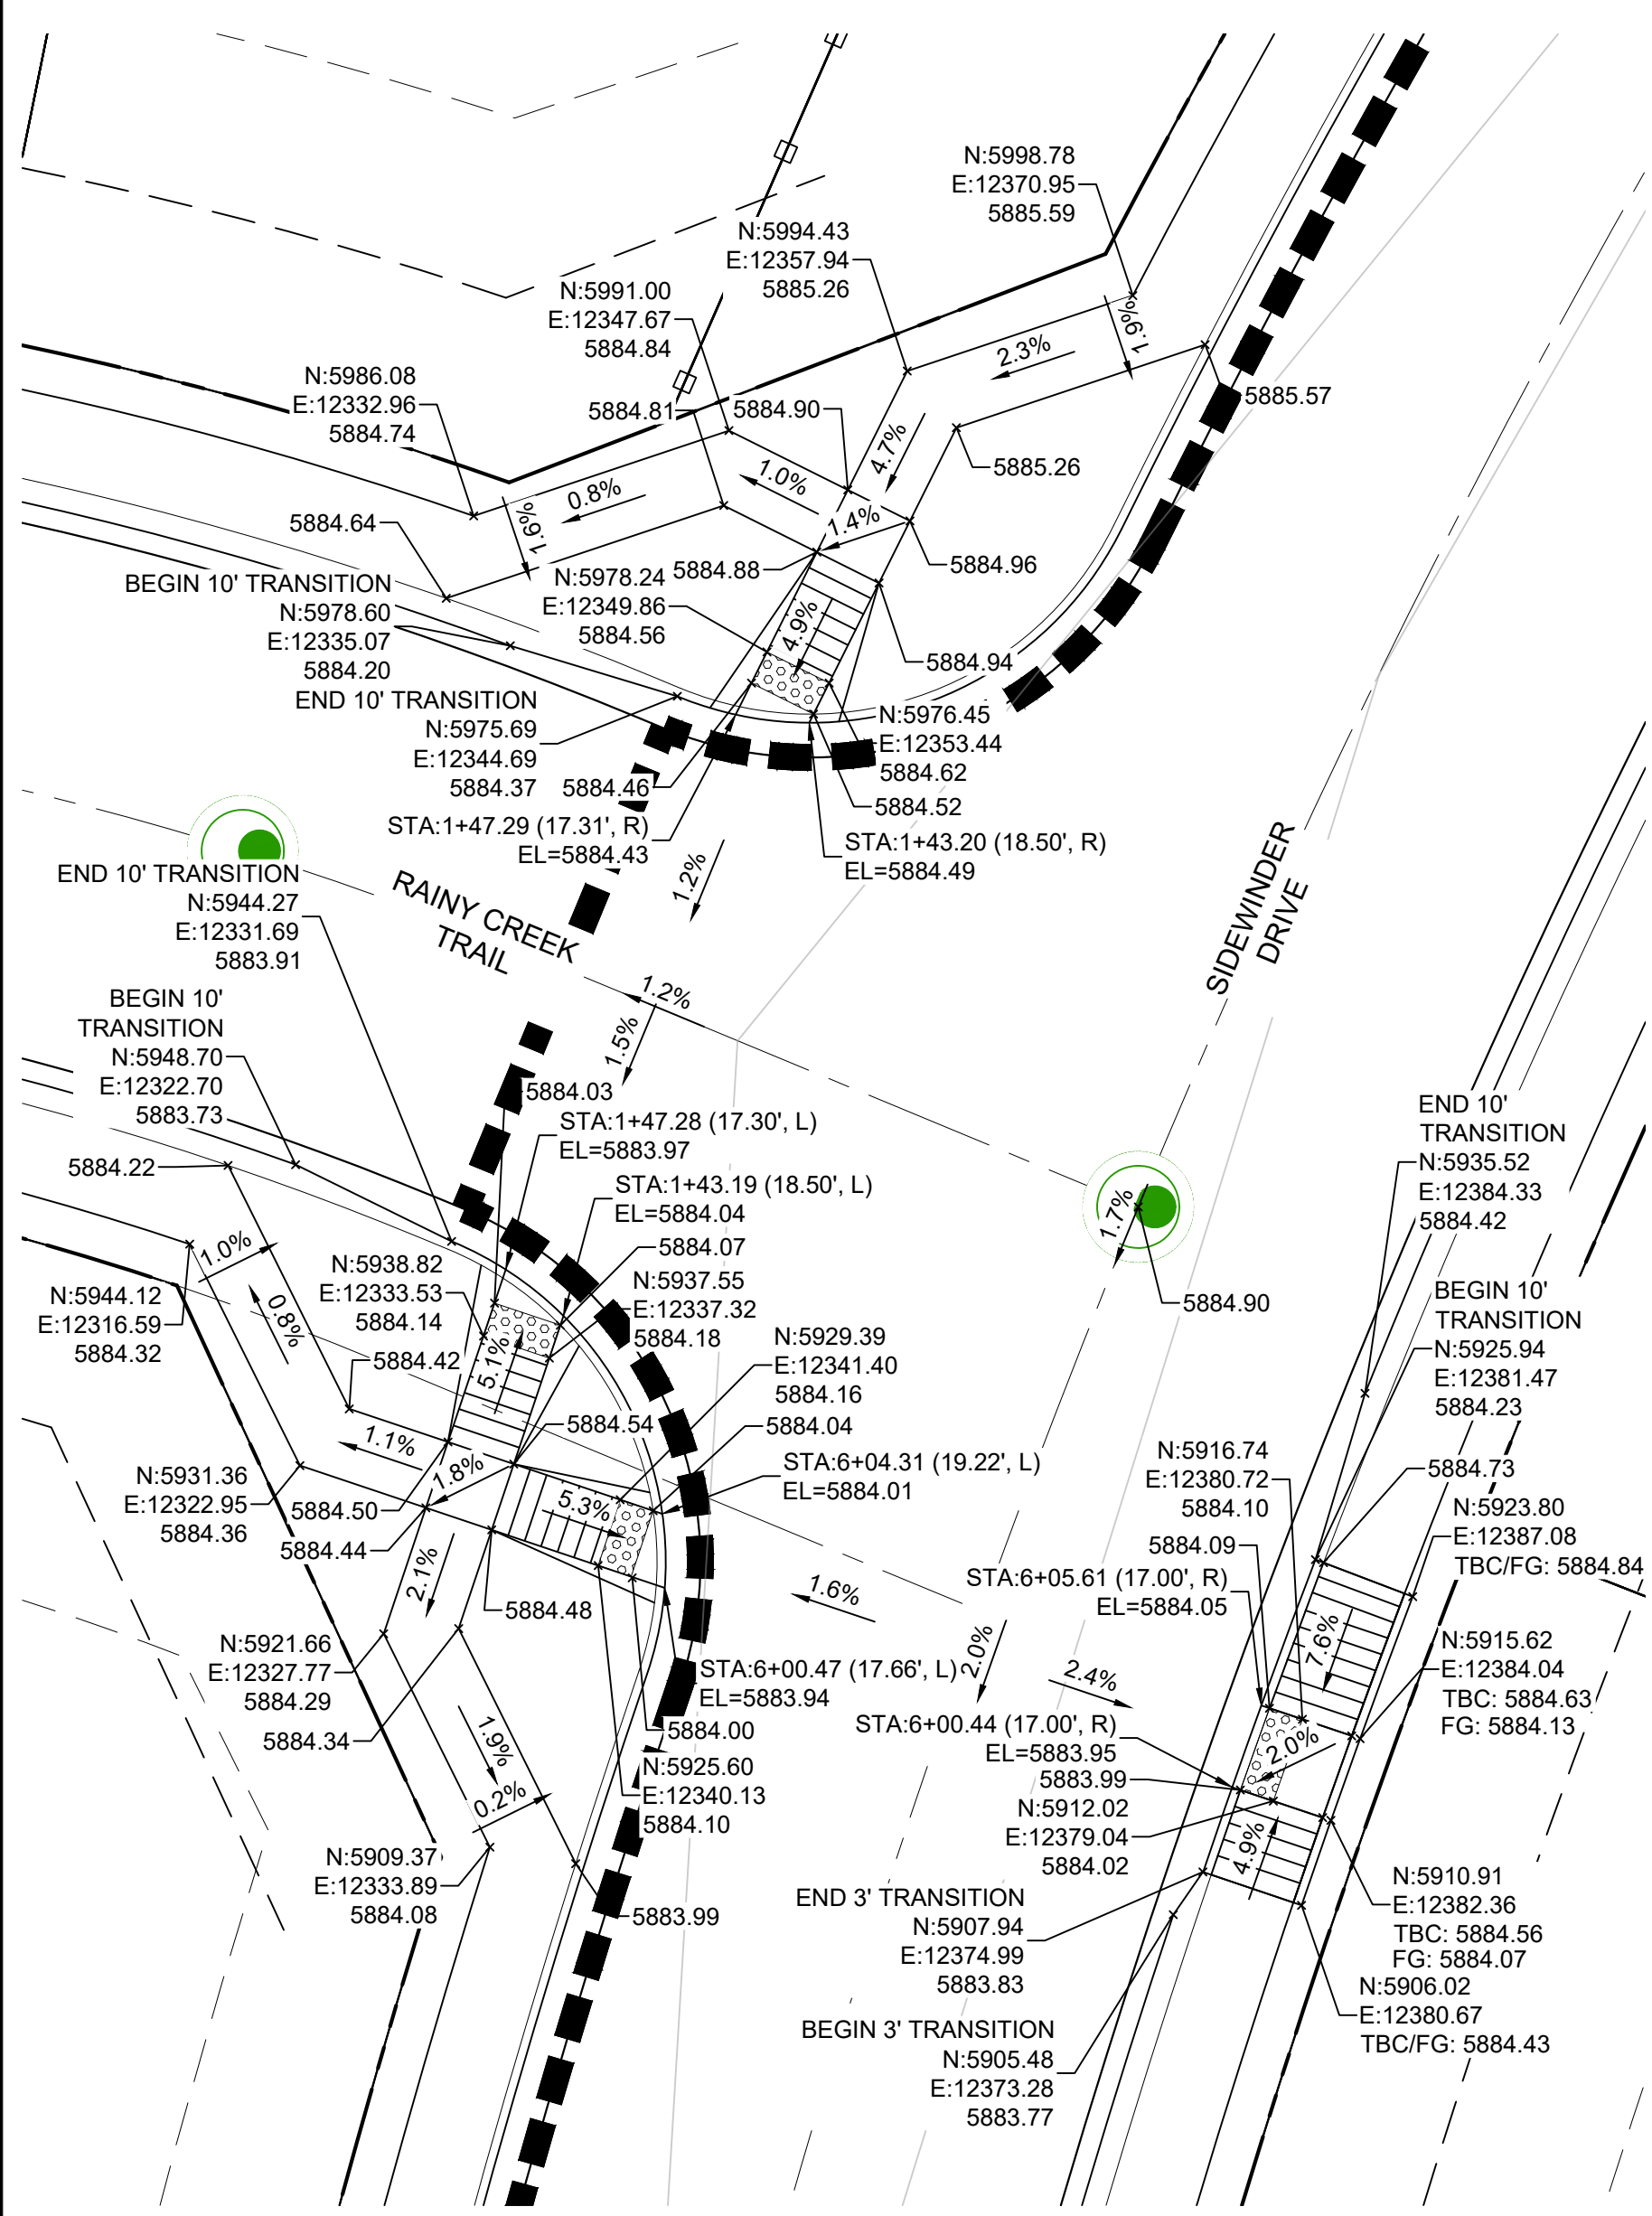 N:5998.78
E:12370.95
5885.59
N:5994.43
E:12357.94
5885.26
N:5991.00
E:12347.67
5884.84
1.9%
2.3%
N:5986.08
E:12332.96
5884.74
5884.81
5884.90
5885.57
4.7%
5885.26
1.0%
0.8%
1.6%
1.4%
5884.64
5884.88
5884.96
BEGIN 10' TRANSITION
N:5978.60
E:12335.07
5884.20
N:5978.24
E:12349.86
5884.56
4.9%
5884.94
END 10' TRANSITION
N:5975.69
E:12344.69
5884.37
N:5976.45
E:12353.44
5884.62
5884.46
5884.52
STA:1+47.29 (17.31', R)
EL=5884.43
STA:1+43.20 (18.50', R)
EL=5884.49
1.2%
RAINY CREEK
TRAIL
SIDEWINDER
DRIVE
END 10' TRANSITION
N:5944.27
E:12331.69
5883.91
1.2%
1.5%
BEGIN 10'
TRANSITION
N:5948.70
E:12322.70
5883.73
5884.03
STA:1+47.28 (17.30', L)
EL=5883.97
5884.22
STA:1+43.19 (18.50', L)
EL=5884.04
END 10'
TRANSITION
N:5935.52
E:12384.33
5884.42
1.7%
5884.90
1.0%
5884.07
N:5938.82
E:12333.53
5884.14
N:5937.55
E:12337.32
5884.18
N:5944.12
E:12316.59
5884.32
0.8%
5884.42
5.1%
N:5929.39
E:12341.40
5884.16
BEGIN 10'
TRANSITION
N:5925.94
E:12381.47
5884.23
5884.54
5884.04
1.1%
1.8%
STA:6+04.31 (19.22', L)
EL=5884.01
N:5931.36
E:12322.95
5884.36
5884.50
5884.44
5.3%
N:5916.74
E:12380.72
5884.10
5884.73
N:5923.80
E:12387.08
TBC/FG: 5884.84
5884.09
STA:6+05.61 (17.00', R)
EL=5884.05
2.1%
5884.48
1.6%
7.6%
N:5921.66
E:12327.77
5884.29
5884.34
STA:6+00.47 (17.66', L)
EL=5883.94
2.0%
2.4%
N:5915.62
E:12384.04
TBC: 5884.63
FG: 5884.13
5884.00
STA:6+00.44 (17.00', R)
EL=5883.95
2.0%
1.9%
0.2%
N:5925.60
E:12340.13
5884.10
5883.99
N:5912.02
E:12379.04
5884.02
4.9%
N:5909.37
E:12333.89
5884.08
5883.99
N:5910.91
E:12382.36
TBC: 5884.56
FG: 5884.07
END 3' TRANSITION
N:5907.94
E:12374.99
5883.83
N:5906.02
E:12380.67
TBC/FG: 5884.43
BEGIN 3' TRANSITION
N:5905.48
E:12373.28
5883.77